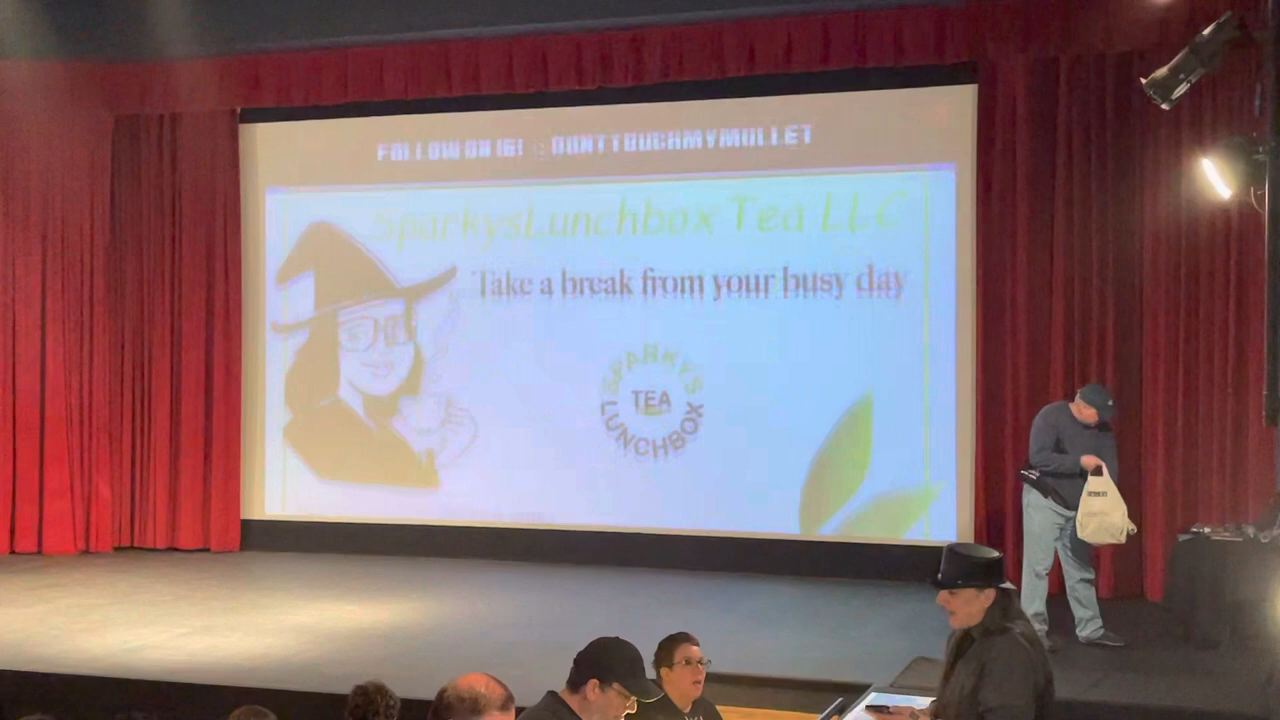 FOLLOW ON IG! @DONTTOUCHMYMULLET
SparkysLunchbox Tea LLC
Take a break from your busy day
SPARKYS
TEA
LUNCHBOX